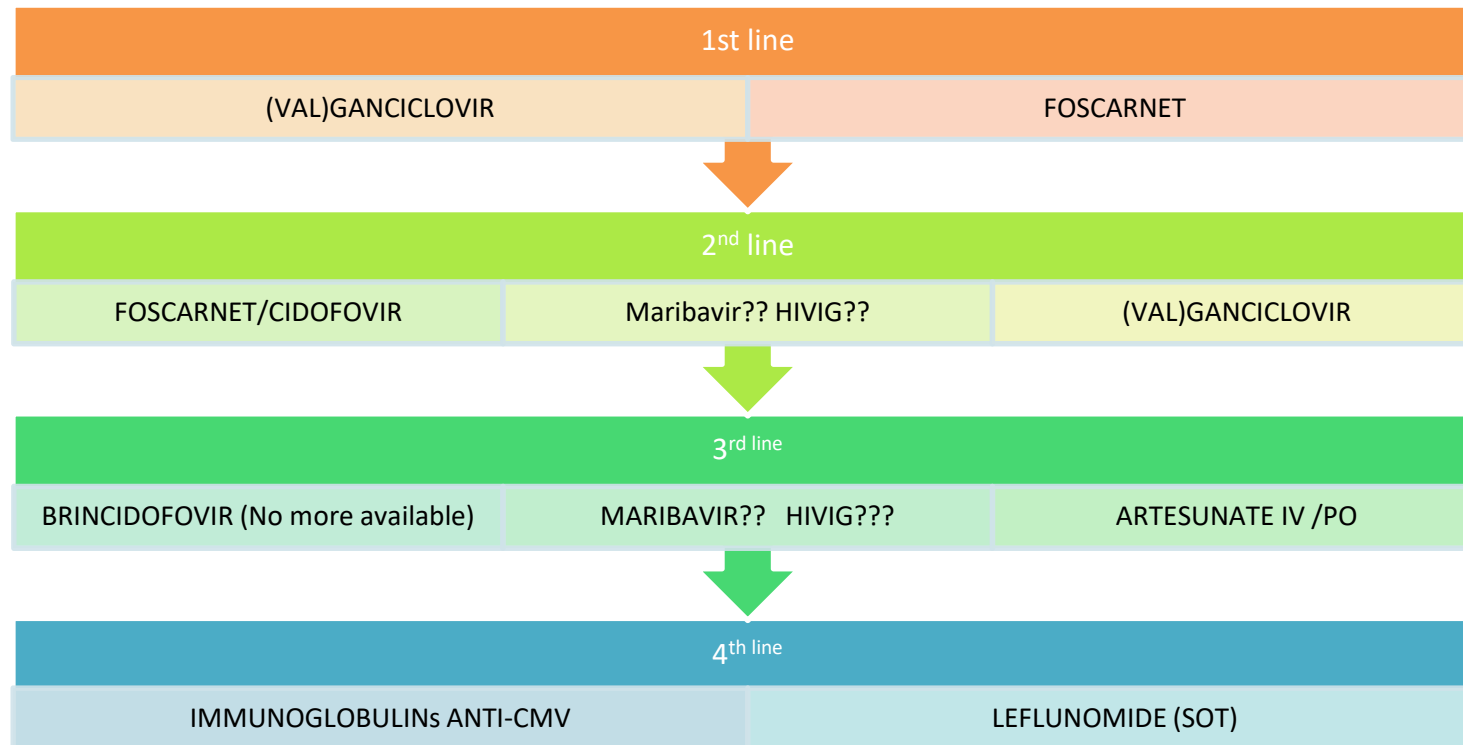 1st line
(VAL)GANCICLOVIR
FOSCARNET
2nd line
FOSCARNET/CIDOFOVIR
Maribavir?? HIVIG??
(VAL)GANCICLOVIR
3rd line
BRINCIDOFOVIR (No more available)
MARIBAVIR?? HIVIG???
ARTESUNATE IV /PO
4th line
IMMUNOGLOBULINs ANTI-CMV
LEFLUNOMIDE (SOT)